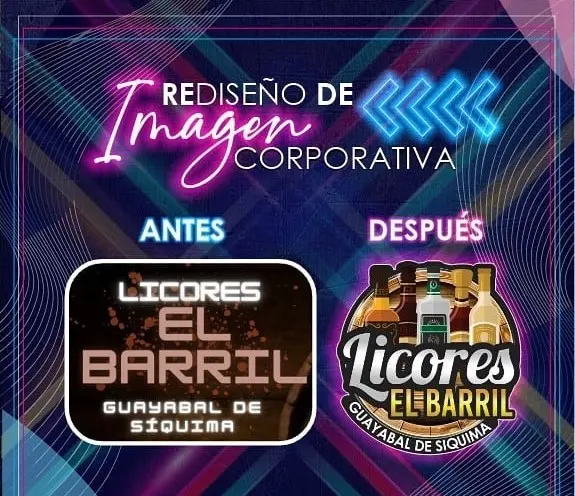 REDISEÑO DE
Imagen
CORPORATIVA
ANTES
DESPUÉS
LICORES
EL
BARRIL
GUAYABAL DE
SÍQUIMA
Licores
EL BARRIL
GUAYABAL DE SIQUIMA